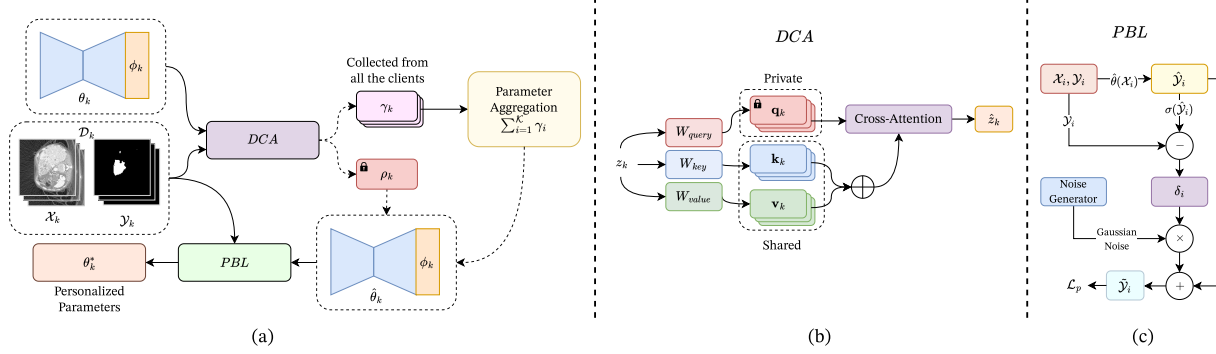 ϕ_k
θ_k
𝒟_k
𝒳_k
𝒴_k
DCA
Collected from
all the clients
γ_k
ρ_k
Parameter
Aggregation
∑_{i=1}^{𝒦} γ_i
ϕ_k
θ̂_k
PBL
θ_k^*
Personalized
Parameters
(a)
DCA
z_k
W_query
W_key
W_value
Private
q_k
k_k
v_k
Shared
Cross-Attention
ẑ_k
(b)
PBL
𝒳_i, 𝒴_i
θ̂(𝒳_i)
𝒴̂_i
𝒴_i
σ(𝒴̂_i)
−
δ_i
Noise
Generator
Gaussian
Noise
×
+
𝒴̄_i
ℒ_p
(c)